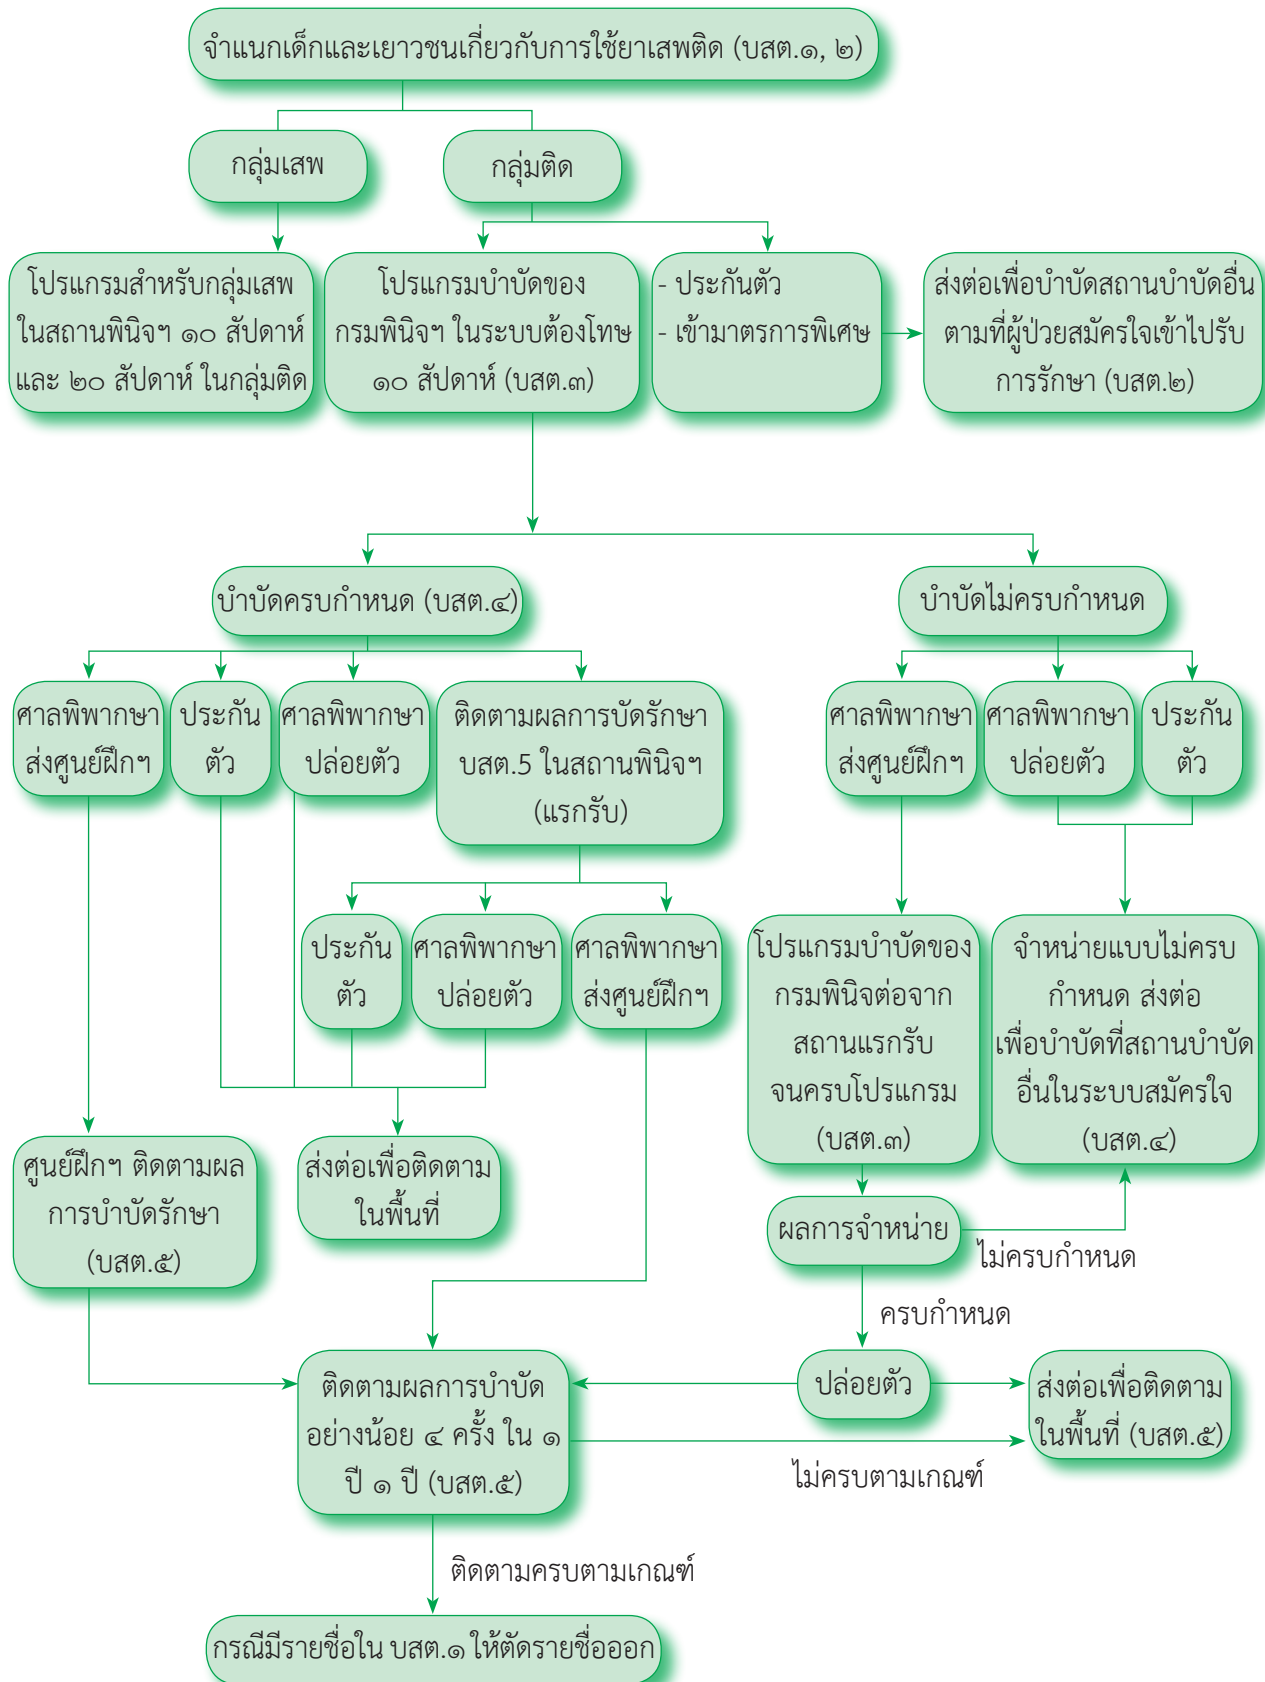 จำแนกเด็กและเยาวชนเกี่ยวกับการใช้ยาเสพติด (บสต.๑, ๒)
กลุ่มเสพ
กลุ่มติด
โปรแกรมสำหรับกลุ่มเสพ
ในสถานพินิจฯ ๑๐ สัปดาห์
และ ๒๐ สัปดาห์ ในกลุ่มติด
โปรแกรมบำบัดของ
กรมพินิจฯ ในระบบต้องโทษ
๑๐ สัปดาห์ (บสต.๓)
- ประกันตัว
- เข้ามาตรการพิเศษ
ส่งต่อเพื่อบำบัดสถานบำบัดอื่น
ตามที่ผู้ป่วยสมัครใจเข้าไปรับ
การรักษา (บสต.๒)
บำบัดครบกำหนด (บสต.๔)
บำบัดไม่ครบกำหนด
ศาลพิพากษา
ส่งศูนย์ฝึกฯ
ประกัน
ตัว
ศาลพิพากษา
ปล่อยตัว
ติดตามผลการบัดรักษา
บสต.5 ในสถานพินิจฯ
(แรกรับ)
ศาลพิพากษา
ส่งศูนย์ฝึกฯ
ศาลพิพากษา
ปล่อยตัว
ประกัน
ตัว
ประกัน
ตัว
ศาลพิพากษา
ปล่อยตัว
ศาลพิพากษา
ส่งศูนย์ฝึกฯ
โปรแกรมบำบัดของ
กรมพินิจต่อจาก
สถานแรกรับ
จนครบโปรแกรม
(บสต.๓)
จำหน่ายแบบไม่ครบ
กำหนด ส่งต่อ
เพื่อบำบัดที่สถานบำบัด
อื่นในระบบสมัครใจ
(บสต.๔)
ศูนย์ฝึกฯ ติดตามผล
การบำบัดรักษา
(บสต.๕)
ส่งต่อเพื่อติดตาม
ในพื้นที่
ผลการจำหน่าย
ไม่ครบกำหนด
ครบกำหนด
ติดตามผลการบำบัด
อย่างน้อย ๔ ครั้ง ใน ๑
ปี ๑ ปี (บสต.๕)
ปล่อยตัว
ส่งต่อเพื่อติดตาม
ในพื้นที่ (บสต.๕)
ไม่ครบตามเกณฑ์
ติดตามครบตามเกณฑ์
กรณีมีรายชื่อใน บสต.๑ ให้ตัดรายชื่อออก